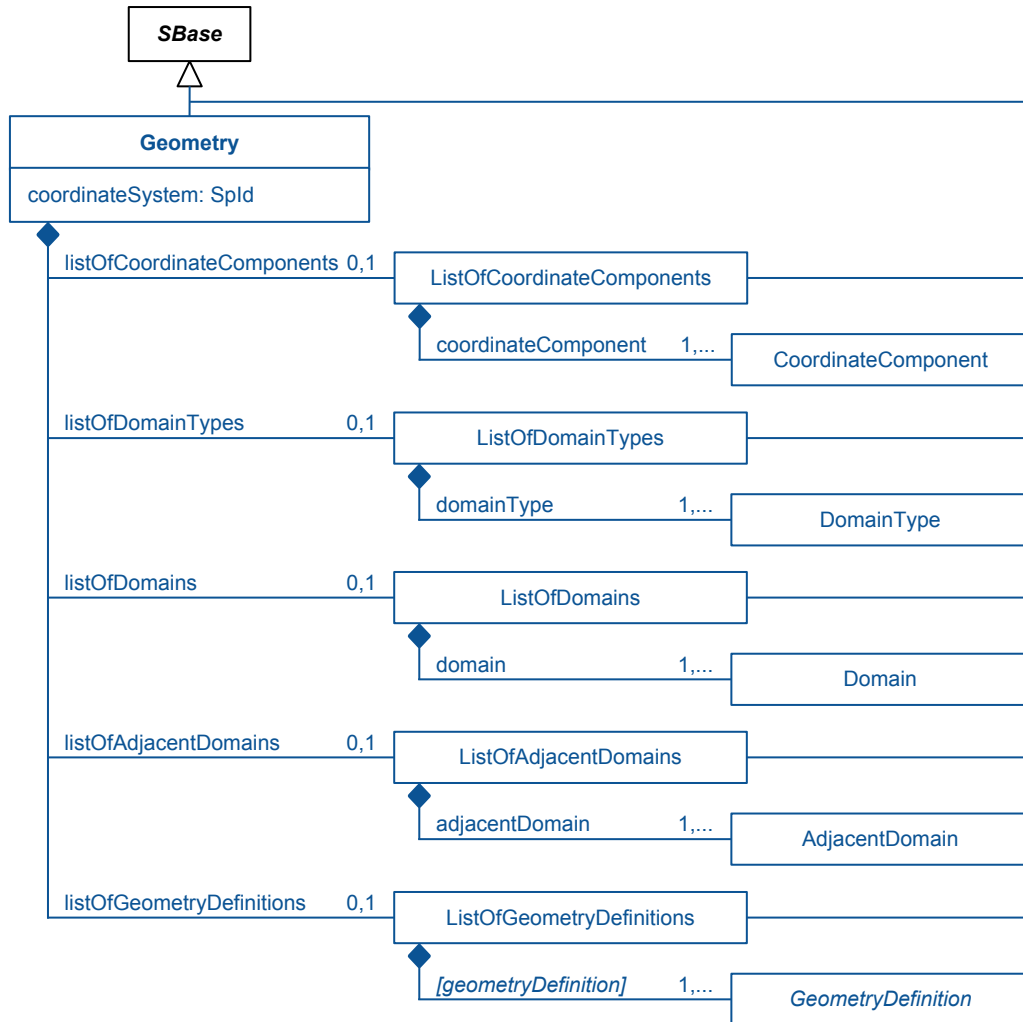 SBase
Geometry
coordinateSystem: SpId
listOfCoordinateComponents 0,1
ListOfCoordinateComponents
coordinateComponent 1,...
CoordinateComponent
listOfDomainTypes 0,1
ListOfDomainTypes
domainType 1,...
DomainType
listOfDomains 0,1
ListOfDomains
domain 1,...
Domain
listOfAdjacentDomains 0,1
ListOfAdjacentDomains
adjacentDomain 1,...
AdjacentDomain
listOfGeometryDefinitions 0,1
ListOfGeometryDefinitions
[geometryDefinition] 1,...
GeometryDefinition